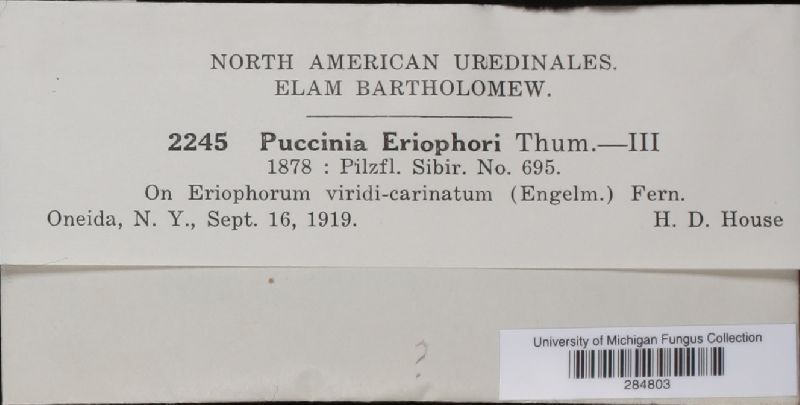 NORTH AMERICAN UREDINALES.
ELAM BARTHOLOMEW.
2245 Puccinia Eriophori Thum.—III
1878 : Pilzfl. Sibir. No. 695.
On Eriophorum viridi-carinatum (Engelm.) Fern.
Oneida, N. Y., Sept. 16, 1919. H. D. House
?
University of Michigan Fungus Collection
284803